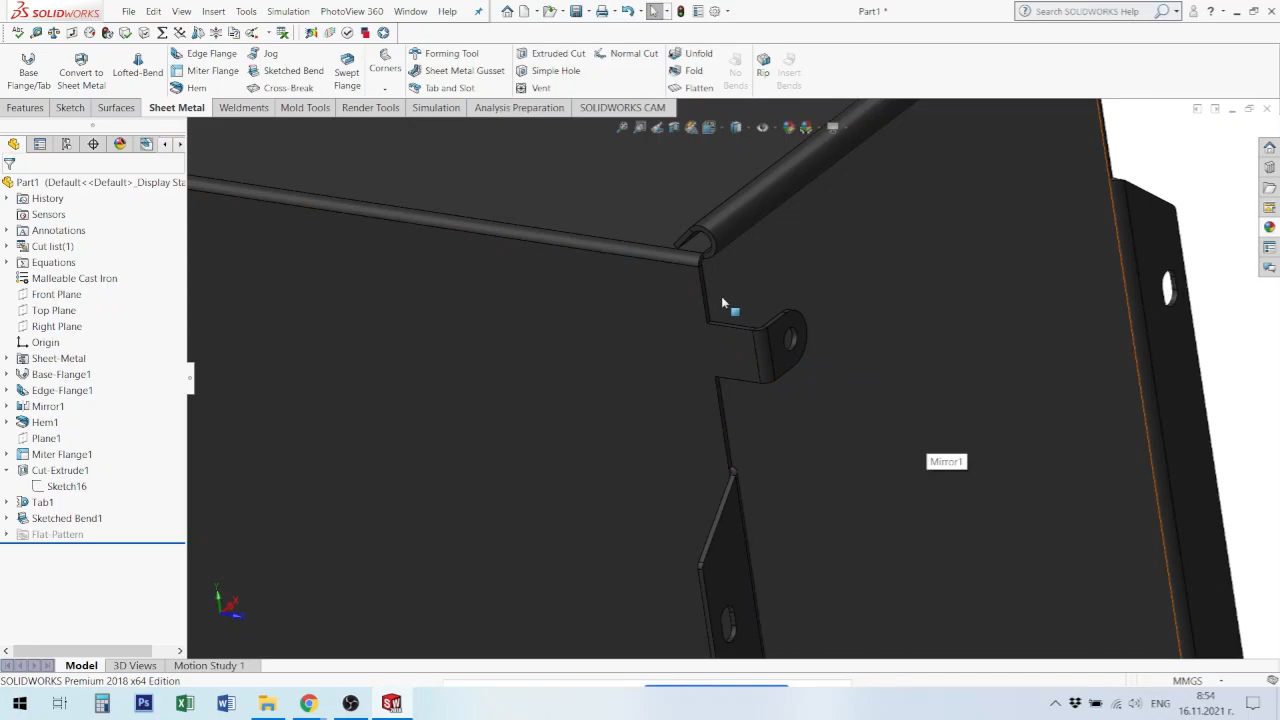 SOLIDWORKS File Edit View Insert Tools Simulation PhotoView 360 Window Help Part1 * Search SOLIDWORKS Help
Base Flange/Tab
Convert to Sheet Metal
Lofted-Bend
Edge Flange
Miter Flange
Hem
Jog
Sketched Bend
Cross-Break
Swept Flange
Corners
Forming Tool
Sheet Metal Gusset
Tab and Slot
Extruded Cut
Simple Hole
Vent
Normal Cut
Unfold
Fold
Flatten
No Bends
Rip
Insert Bends
Features Sketch Surfaces Sheet Metal Weldments Mold Tools Render Tools Simulation Analysis Preparation SOLIDWORKS CAM
Part1 (Default<<Default>_Display Sta
History
Sensors
Annotations
Cut list(1)
Equations
Malleable Cast Iron
Front Plane
Top Plane
Right Plane
Origin
Sheet-Metal
Base-Flange1
Edge-Flange1
Mirror1
Hem1
Plane1
Miter Flange1
Cut-Extrude1
Sketch16
Tab1
Sketched Bend1
Flat-Pattern
Mirror1
Model 3D Views Motion Study 1
SOLIDWORKS Premium 2018 x64 Edition MMGS
ENG
8:54
16.11.2021 г.